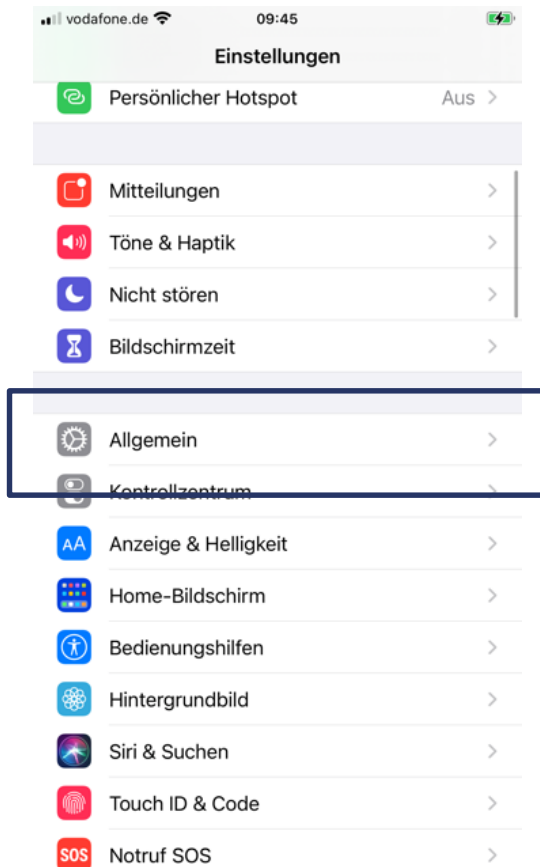 vodafone.de 09:45
Einstellungen
Persönlicher Hotspot Aus
Mitteilungen
Töne & Haptik
Nicht stören
Bildschirmzeit
Allgemein
Kontrollzentrum
AA Anzeige & Helligkeit
Home-Bildschirm
Bedienungshilfen
Hintergrundbild
Siri & Suchen
Touch ID & Code
SOS Notruf SOS